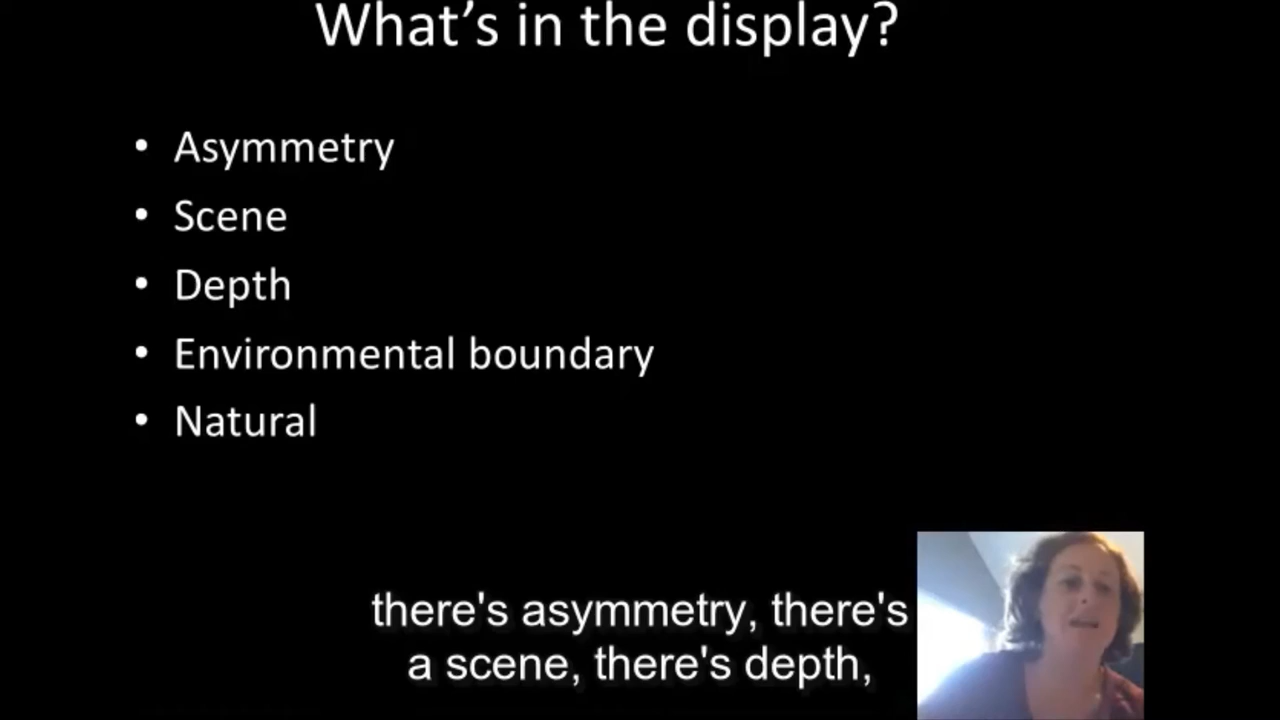 What's in the display?
• Asymmetry
• Scene
• Depth
• Environmental boundary
• Natural
there's asymmetry, there's
a scene, there's depth,